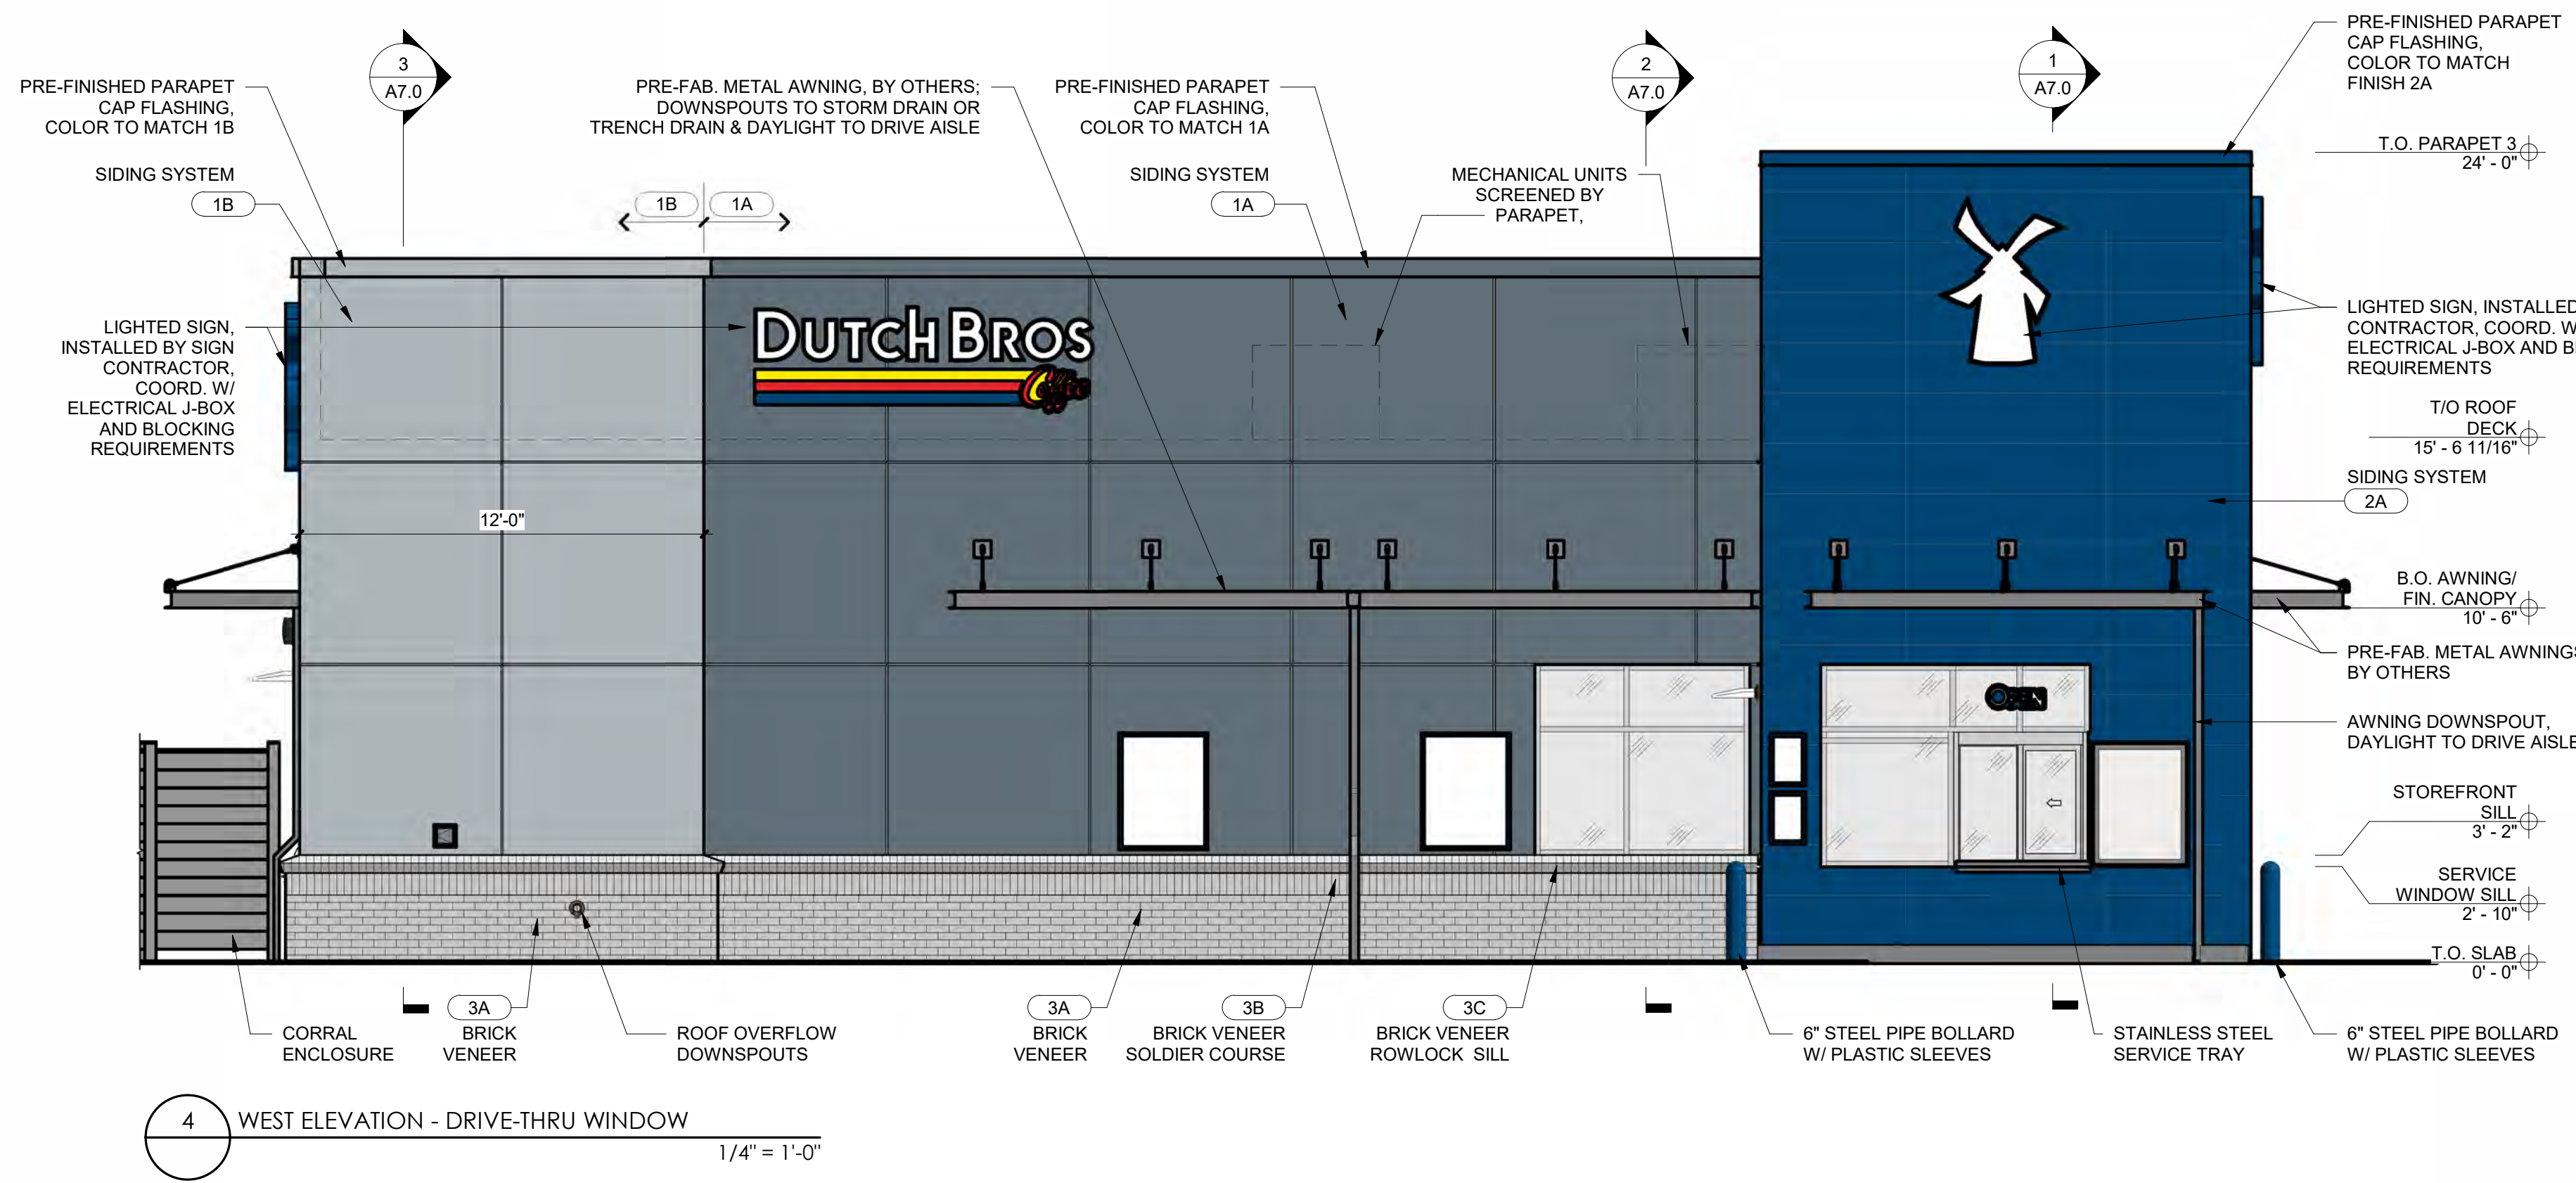 PRE-FINISHED PARAPET
CAP FLASHING,
COLOR TO MATCH 1B
SIDING SYSTEM
1B
3
A7.0
1B
1A
PRE-FAB. METAL AWNING, BY OTHERS;
DOWNSPOUTS TO STORM DRAIN OR
TRENCH DRAIN & DAYLIGHT TO DRIVE AISLE
PRE-FINISHED PARAPET
CAP FLASHING,
COLOR TO MATCH 1A
SIDING SYSTEM
1A
MECHANICAL UNITS
SCREENED BY
PARAPET,
2
A7.0
1
A7.0
PRE-FINISHED PARAPET
CAP FLASHING,
COLOR TO MATCH
FINISH 2A
T.O. PARAPET 3
24' - 0"
LIGHTED SIGN,
INSTALLED BY SIGN
CONTRACTOR,
COORD. W/
ELECTRICAL J-BOX
AND BLOCKING
REQUIREMENTS
DUTCH BROS
Coffee
LIGHTED SIGN, INSTALLED
CONTRACTOR, COORD. W
ELECTRICAL J-BOX AND B
REQUIREMENTS
T/O ROOF
DECK
15' - 6 11/16"
SIDING SYSTEM
2A
12'-0"
B.O. AWNING/
FIN. CANOPY
10' - 6"
PRE-FAB. METAL AWNINGS
BY OTHERS
OPEN
AWNING DOWNSPOUT,
DAYLIGHT TO DRIVE AISLE
STOREFRONT
SILL
3' - 2"
SERVICE
WINDOW SILL
2' - 10"
T.O. SLAB
0' - 0"
CORRAL
ENCLOSURE
3A
BRICK
VENEER
ROOF OVERFLOW
DOWNSPOUTS
3A
BRICK
VENEER
3B
BRICK VENEER
SOLDIER COURSE
3C
BRICK VENEER
ROWLOCK SILL
6" STEEL PIPE BOLLARD
W/ PLASTIC SLEEVES
STAINLESS STEEL
SERVICE TRAY
6" STEEL PIPE BOLLARD
W/ PLASTIC SLEEVES
4
WEST ELEVATION - DRIVE-THRU WINDOW
1/4" = 1'-0"